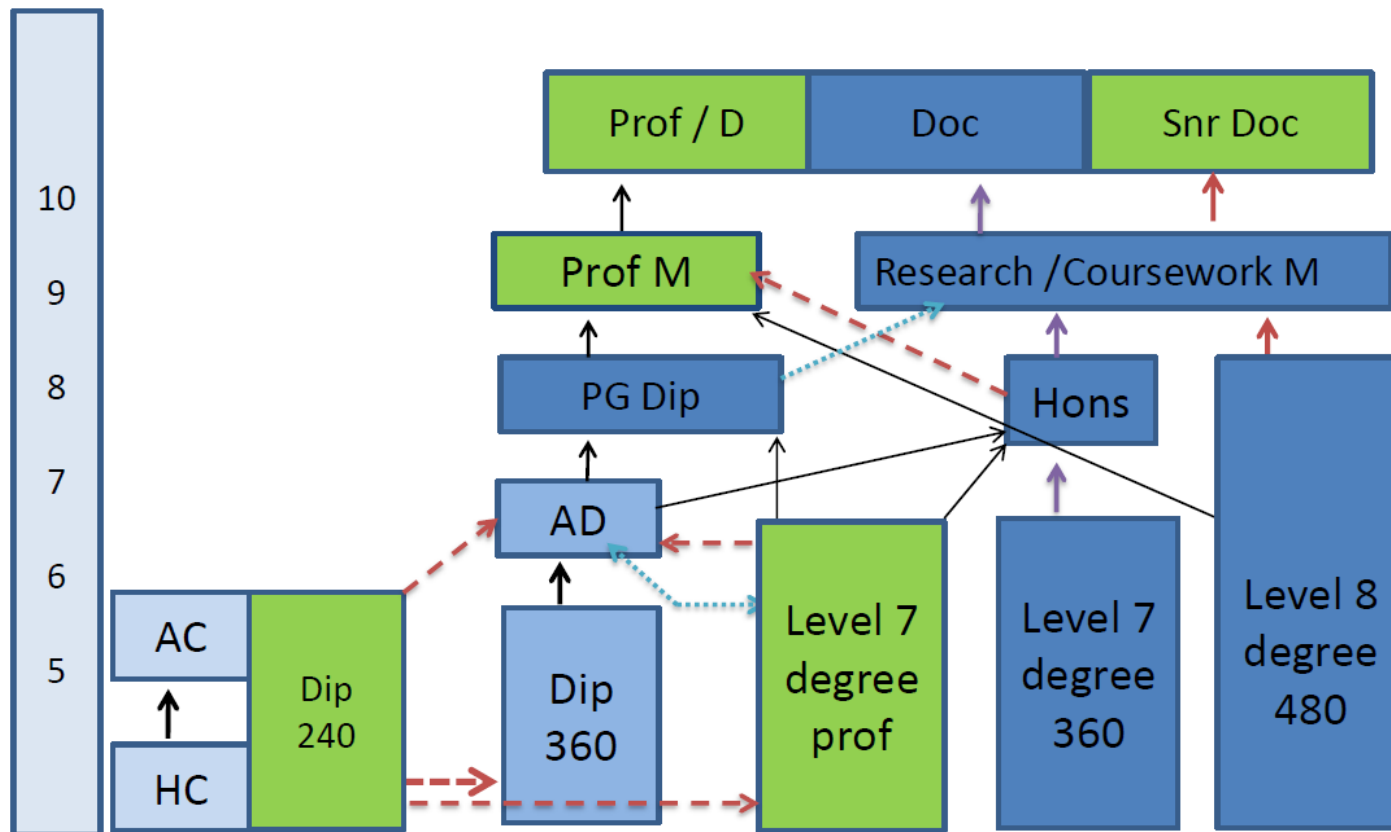 Prof / D
Doc
Snr Doc
10
Prof M
Research /Coursework M
9
PG Dip
Hons
8
7
AD
6
AC
Dip
240
HC
5
Dip
360
Level 7
degree
prof
Level 7
degree
360
Level 8
degree
480